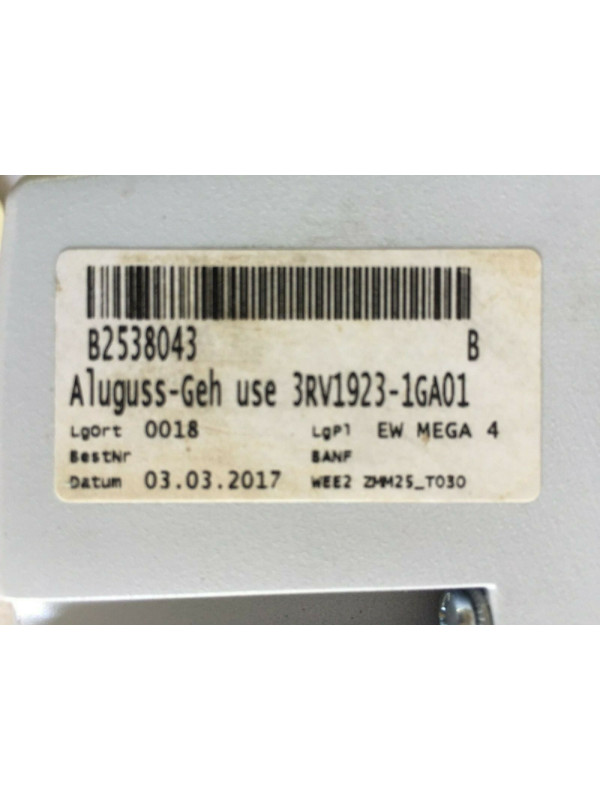 B2538043 B
Aluguss-Geh use 3RV1923-1GA01
LgOrt 0018 LgPl EW MEGA 4
BestNr BANF
Datum 03.03.2017 WEE2 ZMM25_T030